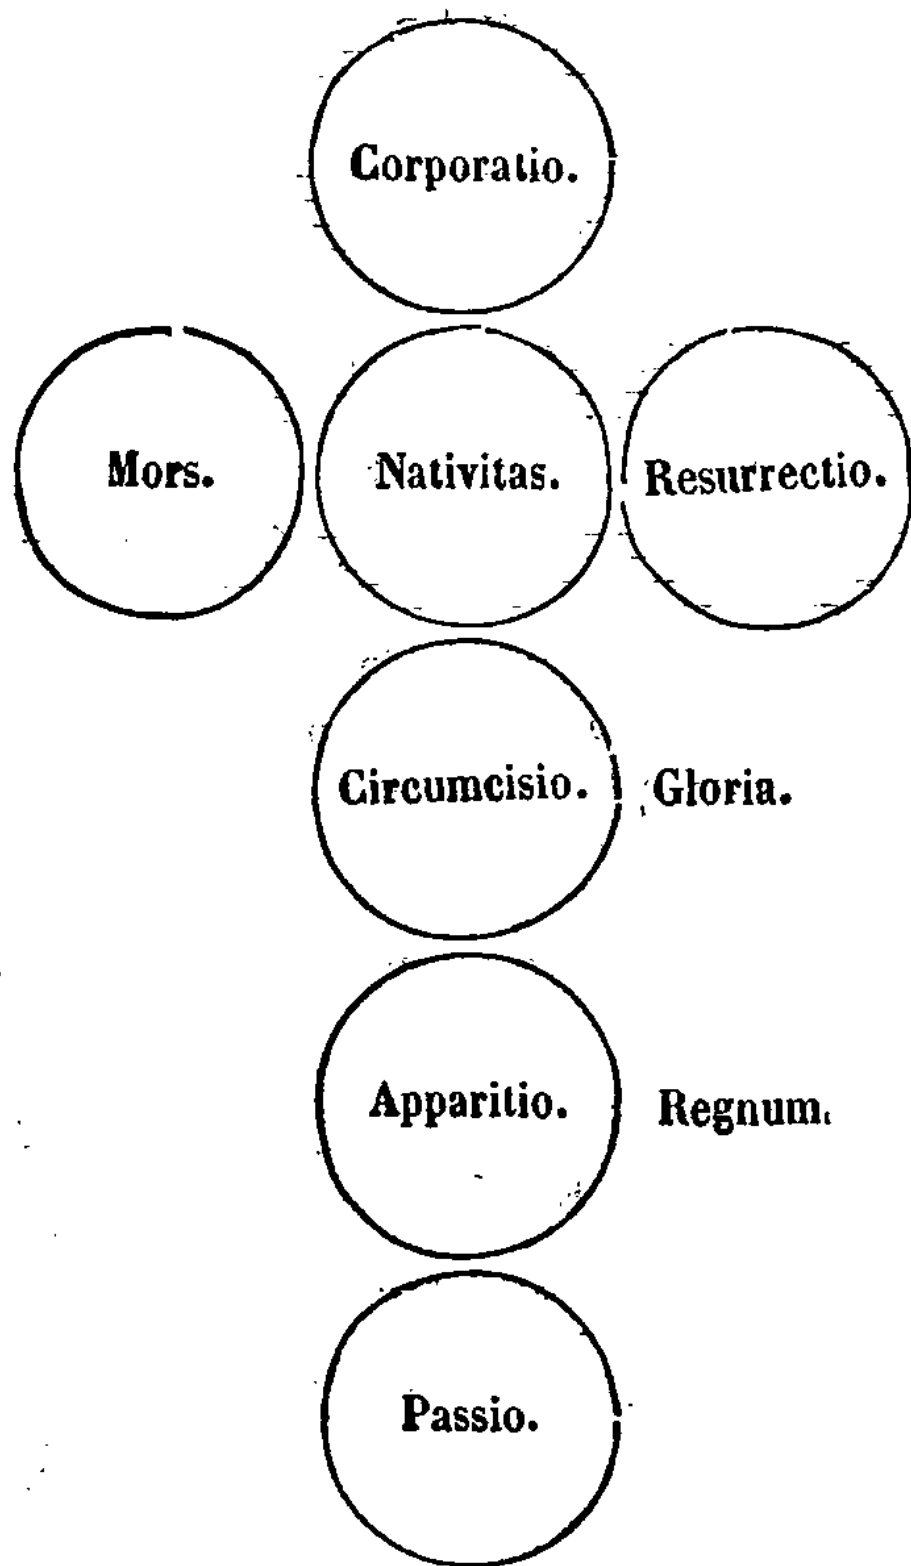 Corporatio.
Mors. Nativitas. Resurrectio.
Circumcisio. Gloria.
Apparitio. Regnum.
Passio.